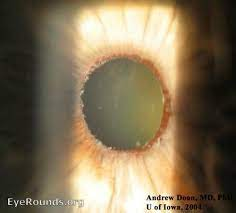 EyeRounds.org
Andrew Doan, MD, PhD
U of Iowa, 2004